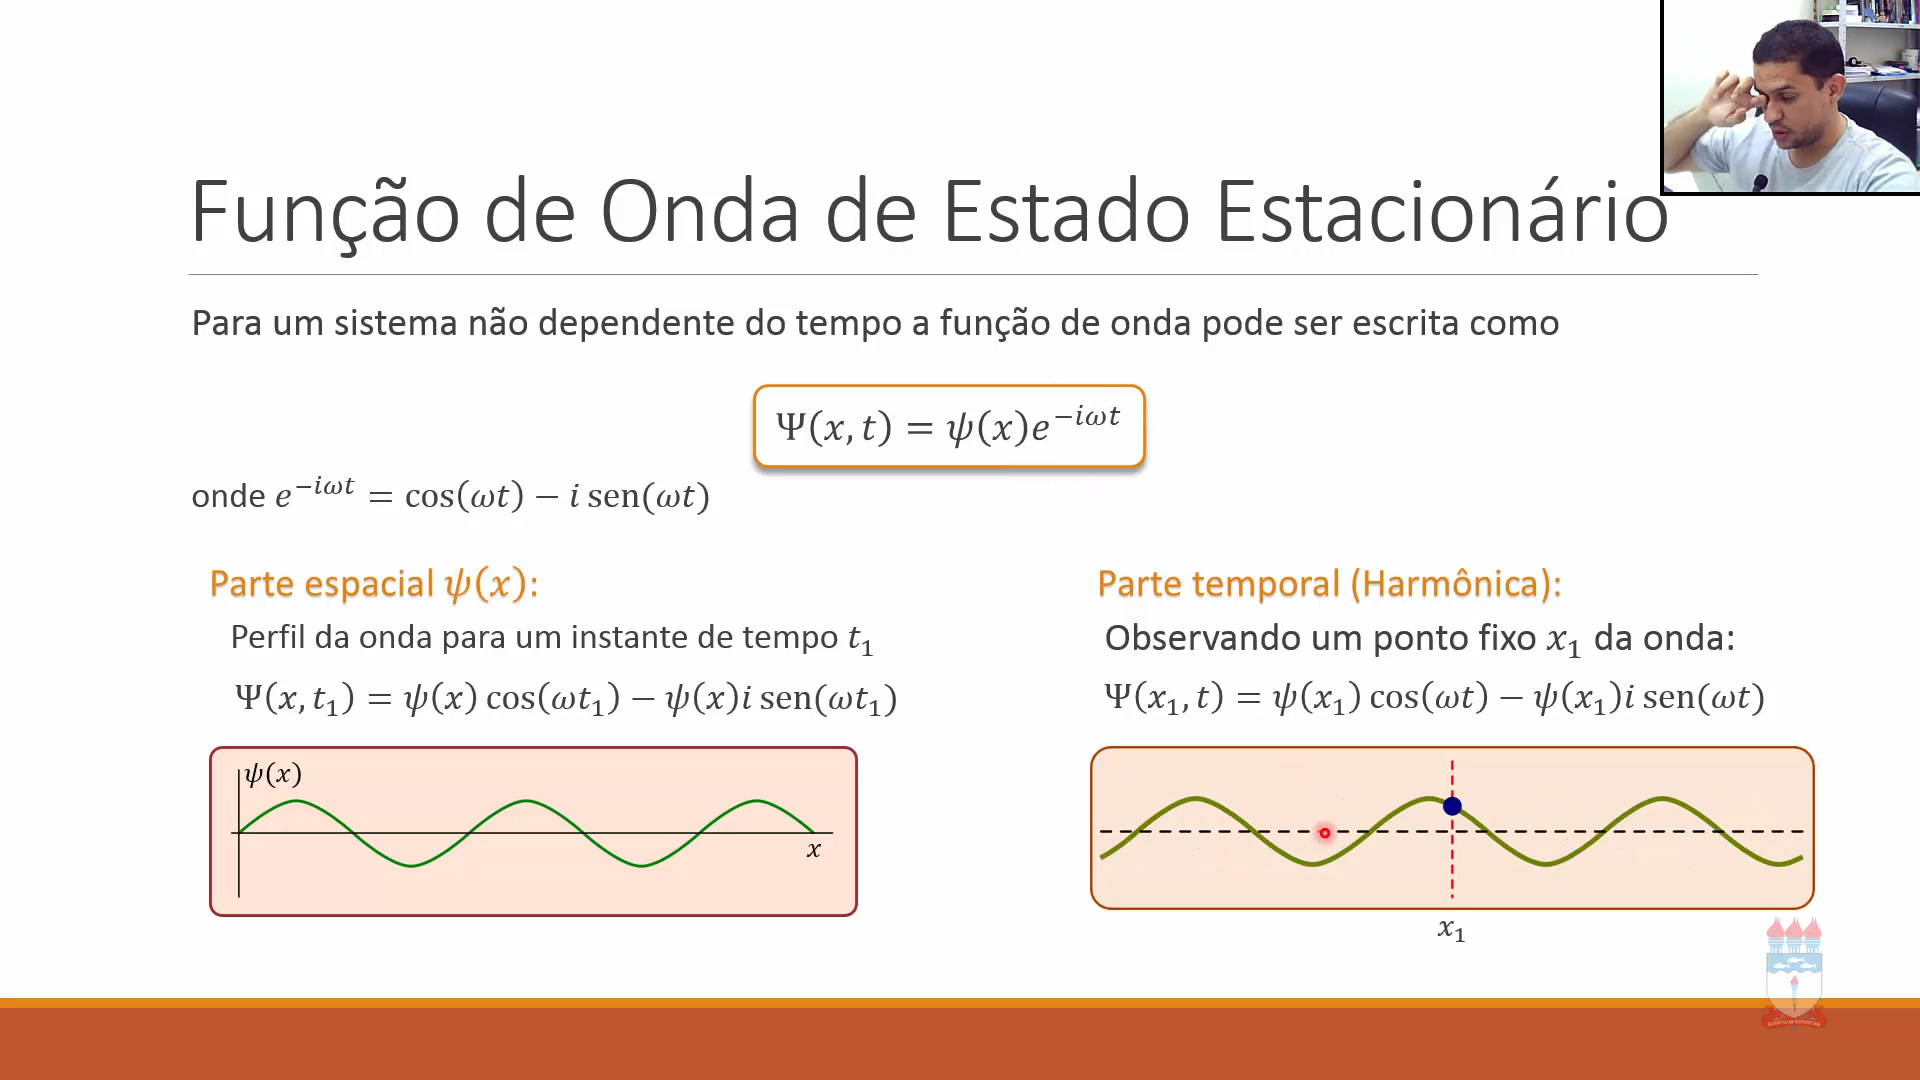 Função de Onda de Estado Estacionário
Para um sistema não dependente do tempo a função de onda pode ser escrita como
Ψ(x, t) = ψ(x)e^{−iωt}
onde e^{−iωt} = cos(ωt) − i sen(ωt)
Parte espacial ψ(x):
Perfil da onda para um instante de tempo t₁
Ψ(x, t₁) = ψ(x) cos(ωt₁) − ψ(x)i sen(ωt₁)
ψ(x)
x
Parte temporal (Harmônica):
Observando um ponto fixo x₁ da onda:
Ψ(x₁, t) = ψ(x₁) cos(ωt) − ψ(x₁)i sen(ωt)
x₁